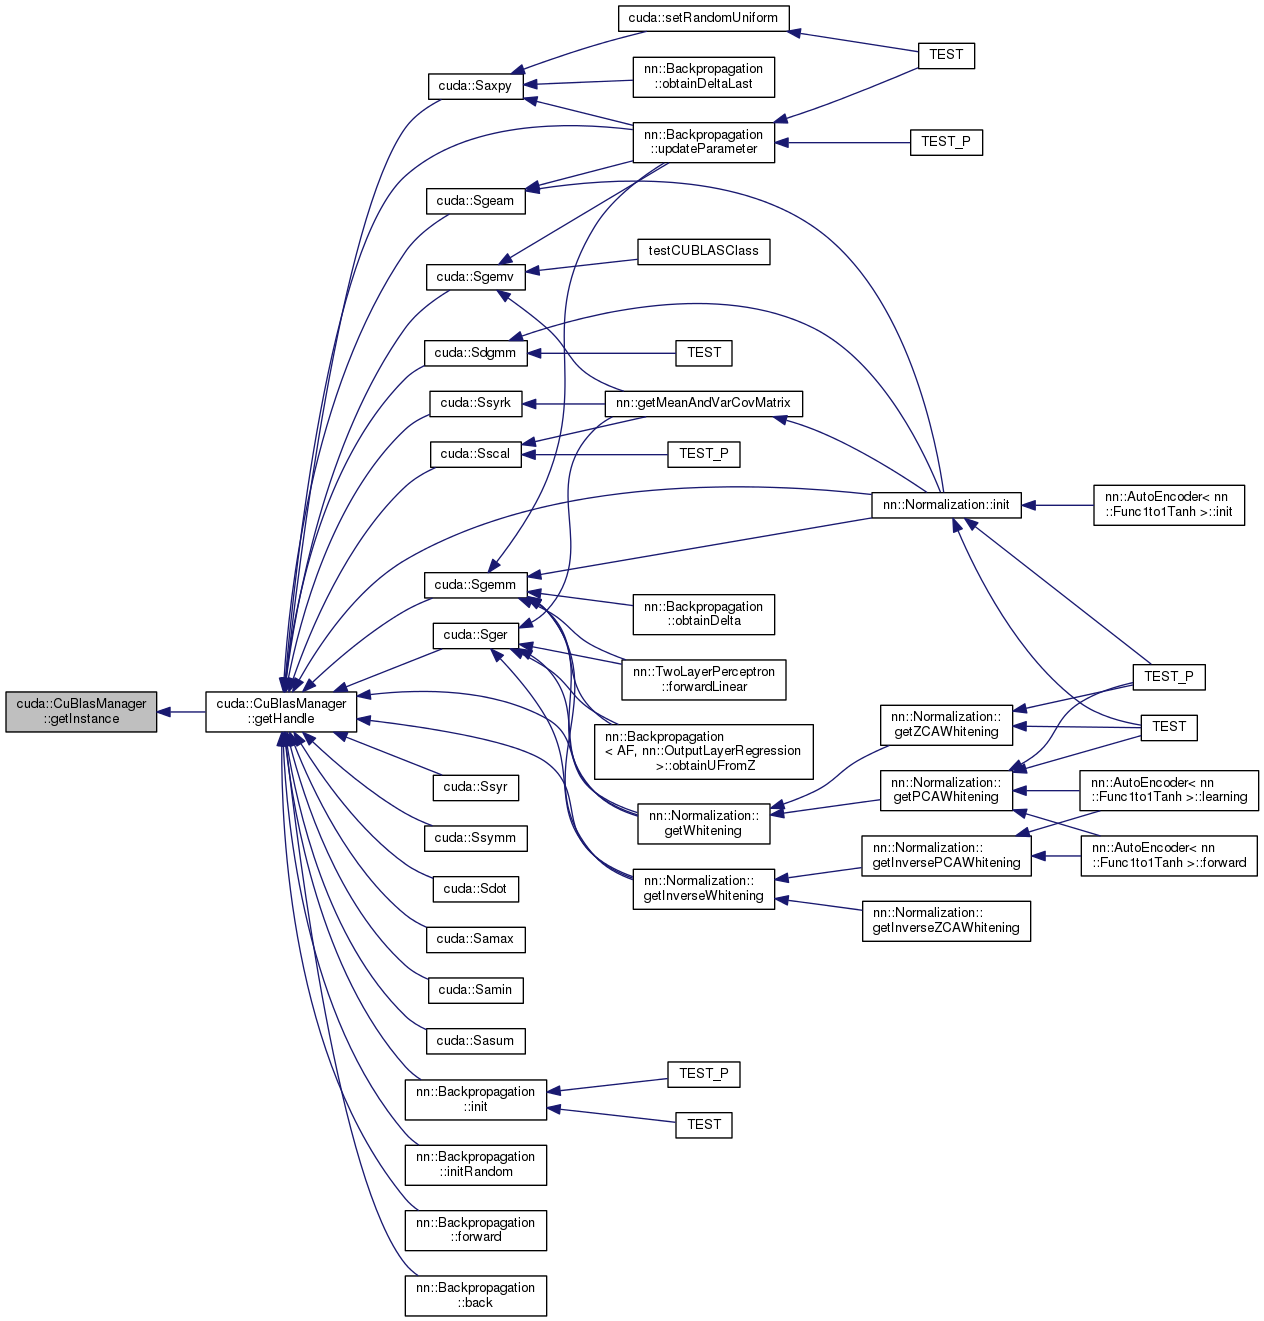 cuda::setRandomUniform
TEST
nn::Backpropagation
::obtainDeltaLast
cuda::Saxpy
nn::Backpropagation
::updateParameter
TEST_P
cuda::Sgeam
testCUBLASClass
cuda::Sgemv
cuda::Sdgmm
TEST
cuda::Ssyrk
nn::getMeanAndVarCovMatrix
cuda::Sscal
TEST_P
nn::Normalization::init
nn::AutoEncoder< nn
::Func1to1Tanh >::init
cuda::Sgemm
nn::Backpropagation
::obtainDelta
cuda::Sger
nn::TwoLayerPerceptron
::forwardLinear
TEST_P
cuda::CuBlasManager
::getInstance
cuda::CuBlasManager
::getHandle
nn::Normalization::
getZCAWhitening
TEST
nn::Backpropagation
< AF, nn::OutputLayerRegression
>::obtainUFromZ
cuda::Ssyr
nn::Normalization::
getPCAWhitening
nn::AutoEncoder< nn
::Func1to1Tanh >::learning
nn::Normalization::
getWhitening
cuda::Ssymm
nn::Normalization::
getInversePCAWhitening
nn::AutoEncoder< nn
::Func1to1Tanh >::forward
cuda::Sdot
nn::Normalization::
getInverseWhitening
nn::Normalization::
getInverseZCAWhitening
cuda::Samax
cuda::Samin
cuda::Sasum
nn::Backpropagation
::init
TEST_P
TEST
nn::Backpropagation
::initRandom
nn::Backpropagation
::forward
nn::Backpropagation
::back